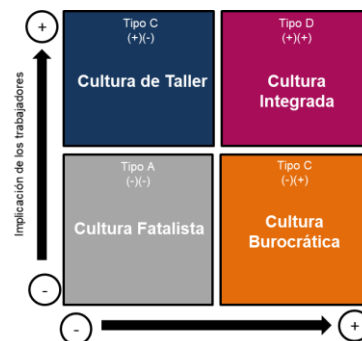 +
Implicación de los trabajadores
-
Tipo C
(+)(-)
Cultura de Taller
Tipo D
(+)(+)
Cultura
Integrada
Tipo A
(-)(-)
Cultura Fatalista
Tipo C
(-)(+)
Cultura
Burocrática
-
+